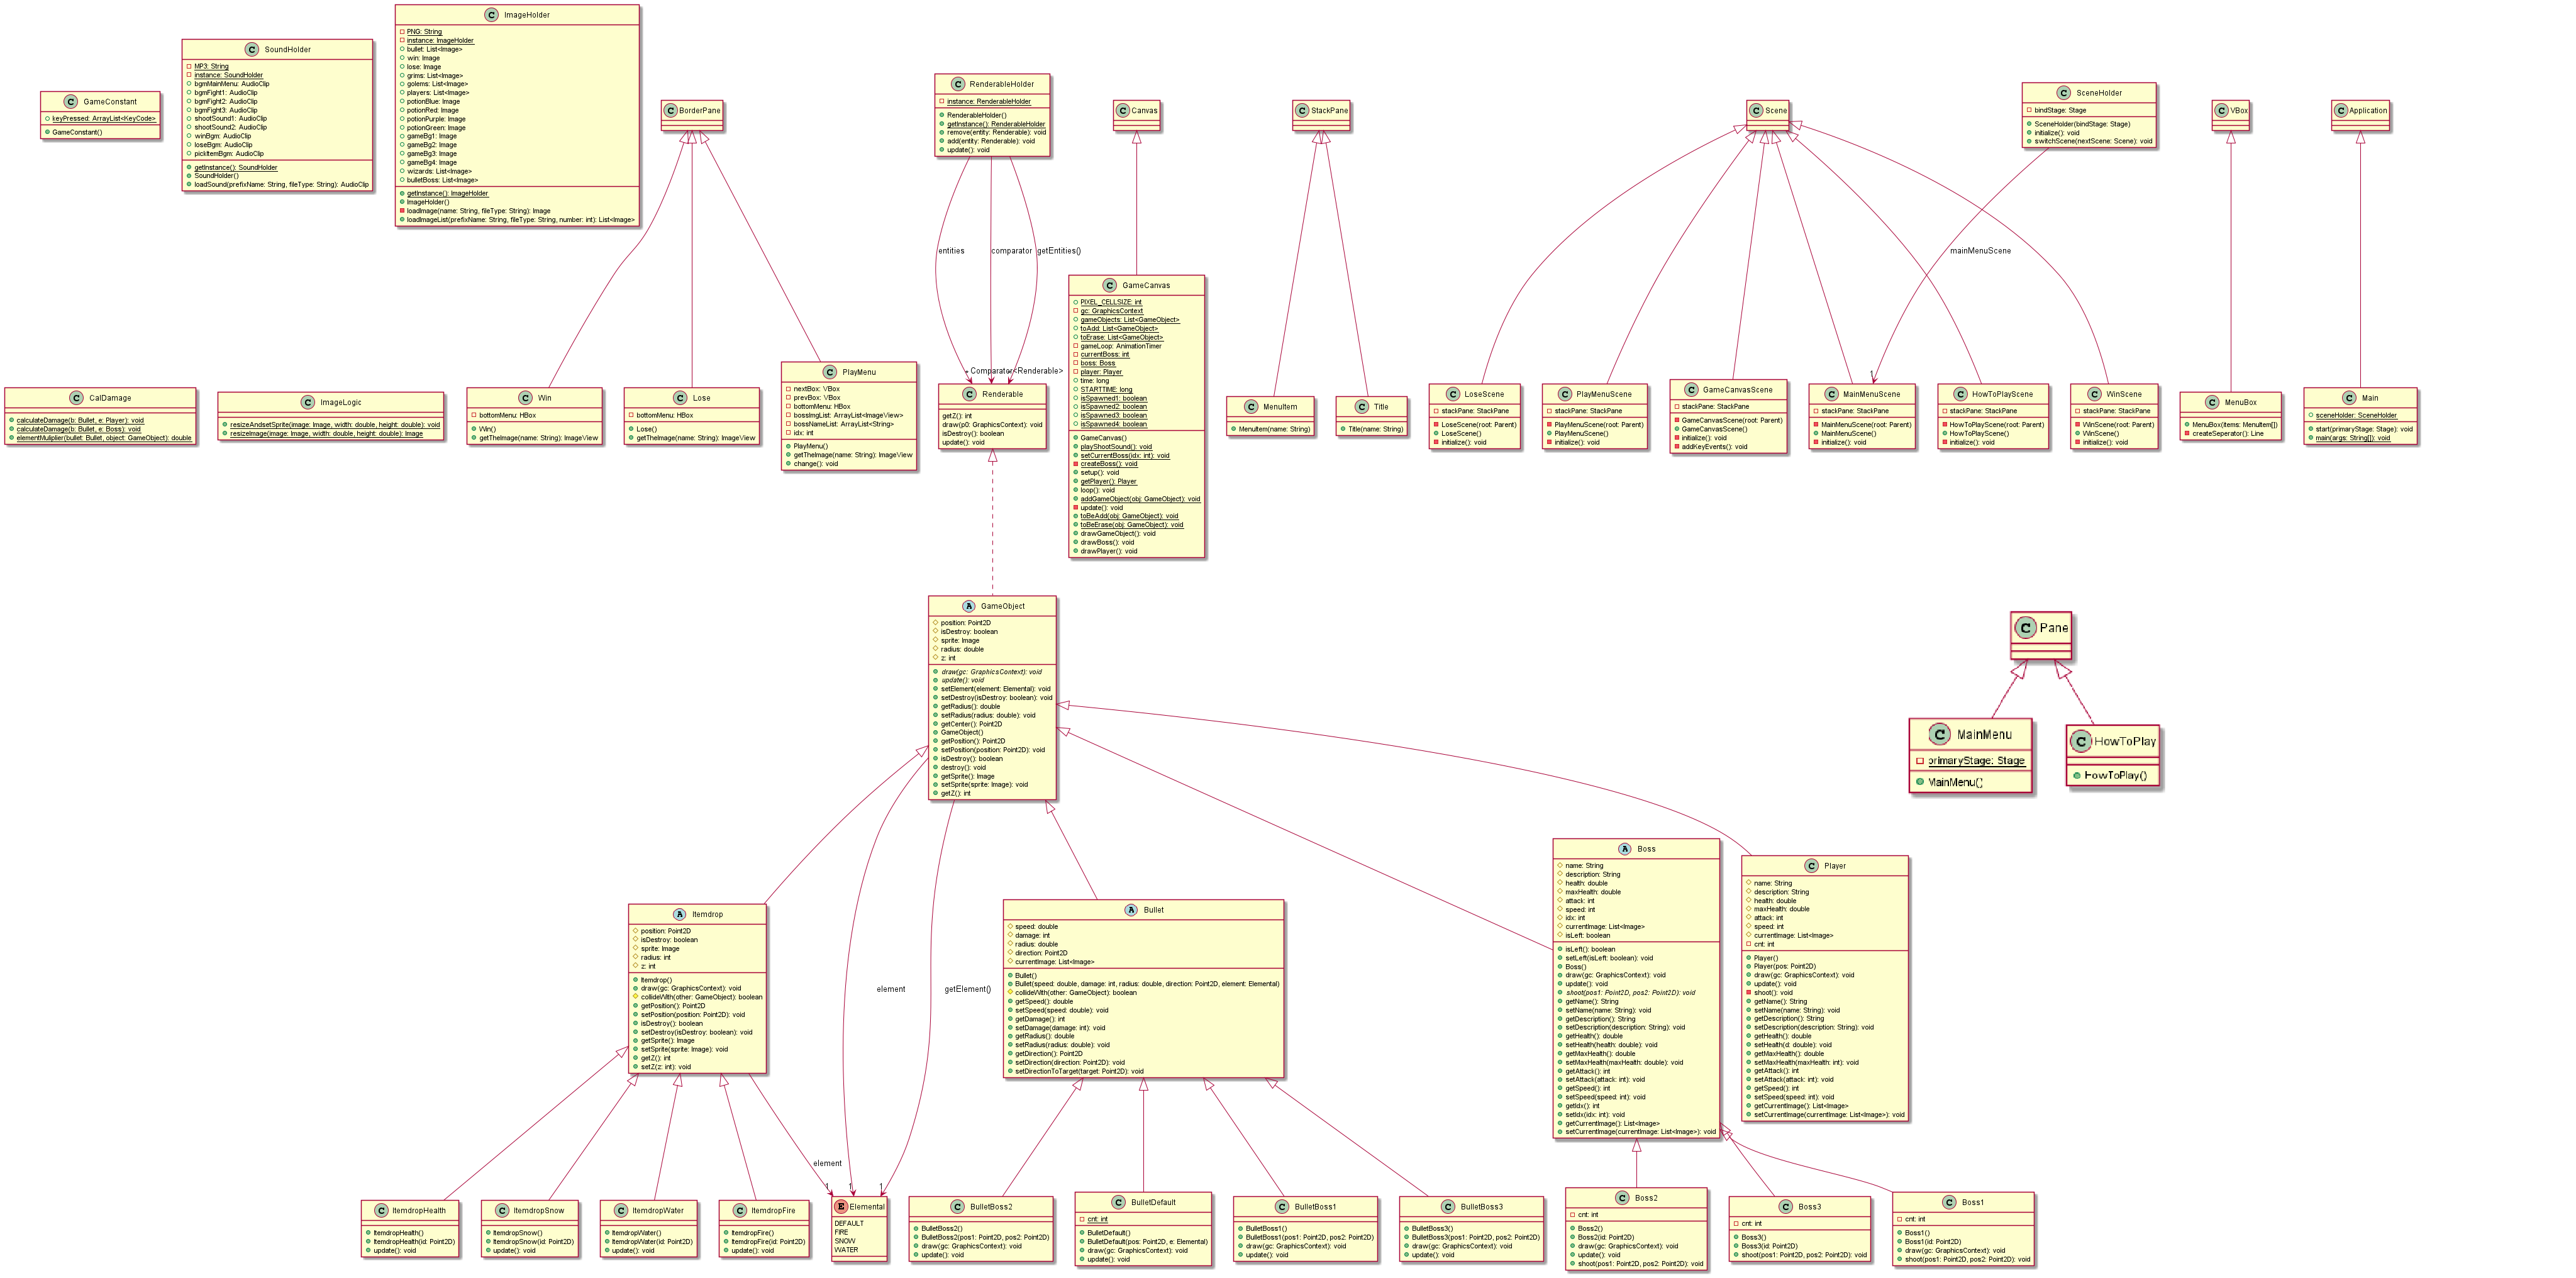 C GameConstant
keyPressed: ArrayList<KeyCode>
GameConstant()
C SoundHolder
MP3: String
instance: SoundHolder
bgmMainMenu: AudioClip
bgmFight1: AudioClip
bgmFight2: AudioClip
bgmFight3: AudioClip
shootSound1: AudioClip
shootSound2: AudioClip
winBgm: AudioClip
loseBgm: AudioClip
pickItemBgm: AudioClip
getInstance(): SoundHolder
SoundHolder()
loadSound(prefixName: String, fileType: String): AudioClip
C ImageHolder
PNG: String
instance: ImageHolder
bullet: List<Image>
win: Image
lose: Image
grims: List<Image>
golems: List<Image>
players: List<Image>
potionBlue: Image
potionRed: Image
potionPurple: Image
potionGreen: Image
gameBg1: Image
gameBg2: Image
gameBg3: Image
gameBg4: Image
wizards: List<Image>
bulletBoss: List<Image>
getInstance(): ImageHolder
ImageHolder()
loadImage(name: String, fileType: String): Image
loadImageList(prefixName: String, fileType: String, number: int): List<Image>
C BorderPane
C RenderableHolder
instance: RenderableHolder
RenderableHolder()
getInstance(): RenderableHolder
remove(entity: Renderable): void
add(entity: Renderable): void
update(): void
C Canvas
C StackPane
C Scene
C SceneHolder
bindStage: Stage
SceneHolder(bindStage: Stage)
initialize(): void
switchScene(nextScene: Scene): void
C VBox
C Application
entities
comparator
getEntities()
mainMenuScene
C CalDamage
calculateDamage(b: Bullet, e: Player): void
calculateDamage(b: Bullet, e: Boss): void
elementMuliplier(bullet: Bullet, object: GameObject): double
C ImageLogic
resizeAndsetSprite(image: Image, width: double, height: double): void
resizeImage(image: Image, width: double, height: double): Image
C Win
bottomMenu: HBox
Win()
getTheImage(name: String): ImageView
C Lose
bottomMenu: HBox
Lose()
getTheImage(name: String): ImageView
C PlayMenu
nextBox: VBox
prevBox: VBox
bottomMenu: HBox
bossImgList: ArrayList<ImageView>
bossNameList: ArrayList<String>
idx: int
PlayMenu()
getTheImage(name: String): ImageView
change(): void
* Comparator<Renderable>
C Renderable
getZ(): int
draw(p0: GraphicsContext): void
isDestroy(): boolean
update(): void
C GameCanvas
PIXEL_CELLSIZE: int
gc: GraphicsContext
gameObjects: List<GameObject>
toAdd: List<GameObject>
toErase: List<GameObject>
gameLoop: AnimationTimer
currentBoss: int
boss: Boss
player: Player
time: long
STARTTIME: long
isSpawned1: boolean
isSpawned2: boolean
isSpawned3: boolean
isSpawned4: boolean
GameCanvas()
playShootSound(): void
setCurrentBoss(idx: int): void
createBoss(): void
setup(): void
getPlayer(): Player
loop(): void
addGameObject(obj: GameObject): void
update(): void
toBeAdd(obj: GameObject): void
toBeErase(obj: GameObject): void
drawGameObject(): void
drawBoss(): void
drawPlayer(): void
C MenuItem
MenuItem(name: String)
C Title
Title(name: String)
C LoseScene
stackPane: StackPane
LoseScene(root: Parent)
LoseScene()
initialize(): void
C PlayMenuScene
stackPane: StackPane
PlayMenuScene(root: Parent)
PlayMenuScene()
initialize(): void
C GameCanvasScene
stackPane: StackPane
GameCanvasScene(root: Parent)
GameCanvasScene()
initialize(): void
addKeyEvents(): void
1
C MainMenuScene
stackPane: StackPane
MainMenuScene(root: Parent)
MainMenuScene()
initialize(): void
C HowToPlayScene
stackPane: StackPane
HowToPlayScene(root: Parent)
HowToPlayScene()
initialize(): void
C WinScene
stackPane: StackPane
WinScene(root: Parent)
WinScene()
initialize(): void
C MenuBox
MenuBox(items: MenuItem[])
createSeperator(): Line
C Main
sceneHolder: SceneHolder
start(primaryStage: Stage): void
main(args: String[]): void
A GameObject
position: Point2D
isDestroy: boolean
sprite: Image
radius: double
z: int
draw(gc: GraphicsContext): void
update(): void
setElement(element: Elemental): void
setDestroy(isDestroy: boolean): void
getRadius(): double
setRadius(radius: double): void
getCenter(): Point2D
GameObject()
getPosition(): Point2D
setPosition(position: Point2D): void
isDestroy(): boolean
destroy(): void
getSprite(): Image
setSprite(sprite: Image): void
getZ(): int
C Pane
C MainMenu
primaryStage: Stage
MainMenu()
C HowToPlay
HowToPlay()
A Itemdrop
position: Point2D
isDestroy: boolean
sprite: Image
radius: int
z: int
Itemdrop()
draw(gc: GraphicsContext): void
collideWith(other: GameObject): boolean
getPosition(): Point2D
setPosition(position: Point2D): void
isDestroy(): boolean
setDestroy(isDestroy: boolean): void
getSprite(): Image
setSprite(sprite: Image): void
getZ(): int
setZ(z: int): void
element
getElement()
A Bullet
speed: double
damage: int
radius: double
direction: Point2D
currentImage: List<Image>
Bullet()
Bullet(speed: double, damage: int, radius: double, direction: Point2D, element: Elemental)
collideWith(other: GameObject): boolean
getSpeed(): double
setSpeed(speed: double): void
getDamage(): int
setDamage(damage: int): void
getRadius(): double
setRadius(radius: double): void
getDirection(): Point2D
setDirection(direction: Point2D): void
setDirectionToTarget(target: Point2D): void
A Boss
name: String
description: String
health: double
maxHealth: double
attack: int
speed: int
idx: int
currentImage: List<Image>
isLeft: boolean
isLeft(): boolean
setLeft(isLeft: boolean): void
Boss()
draw(gc: GraphicsContext): void
update(): void
shoot(pos1: Point2D, pos2: Point2D): void
getName(): String
setName(name: String): void
getDescription(): String
setDescription(description: String): void
getHealth(): double
setHealth(health: double): void
getMaxHealth(): double
setMaxHealth(maxHealth: double): void
getAttack(): int
setAttack(attack: int): void
getSpeed(): int
setSpeed(speed: int): void
getIdx(): int
setIdx(idx: int): void
getCurrentImage(): List<Image>
setCurrentImage(currentImage: List<Image>): void
C Player
name: String
description: String
health: double
maxHealth: double
attack: int
speed: int
currentImage: List<Image>
cnt: int
Player()
Player(pos: Point2D)
draw(gc: GraphicsContext): void
update(): void
shoot(): void
getName(): String
setName(name: String): void
getDescription(): String
setDescription(description: String): void
getHealth(): double
setHealth(d: double): void
getMaxHealth(): double
setMaxHealth(maxHealth: int): void
getAttack(): int
setAttack(attack: int): void
getSpeed(): int
setSpeed(speed: int): void
getCurrentImage(): List<Image>
setCurrentImage(currentImage: List<Image>): void
element
C ItemdropHealth
ItemdropHealth()
ItemdropHealth(id: Point2D)
update(): void
C ItemdropSnow
ItemdropSnow()
ItemdropSnow(id: Point2D)
update(): void
C ItemdropWater
ItemdropWater()
ItemdropWater(id: Point2D)
update(): void
C ItemdropFire
ItemdropFire()
ItemdropFire(id: Point2D)
update(): void
1 1 1
E Elemental
DEFAULT
FIRE
SNOW
WATER
C BulletBoss2
BulletBoss2()
BulletBoss2(pos1: Point2D, pos2: Point2D)
draw(gc: GraphicsContext): void
update(): void
C BulletDefault
cnt: int
BulletDefault()
BulletDefault(pos: Point2D, e: Elemental)
draw(gc: GraphicsContext): void
update(): void
C BulletBoss1
BulletBoss1()
BulletBoss1(pos1: Point2D, pos2: Point2D)
draw(gc: GraphicsContext): void
update(): void
C BulletBoss3
BulletBoss3()
BulletBoss3(pos1: Point2D, pos2: Point2D)
draw(gc: GraphicsContext): void
update(): void
C Boss2
cnt: int
Boss2()
Boss2(id: Point2D)
draw(gc: GraphicsContext): void
update(): void
shoot(pos1: Point2D, pos2: Point2D): void
C Boss3
cnt: int
Boss3()
Boss3(id: Point2D)
shoot(pos1: Point2D, pos2: Point2D): void
C Boss1
cnt: int
Boss1()
Boss1(id: Point2D)
draw(gc: GraphicsContext): void
shoot(pos1: Point2D, pos2: Point2D): void